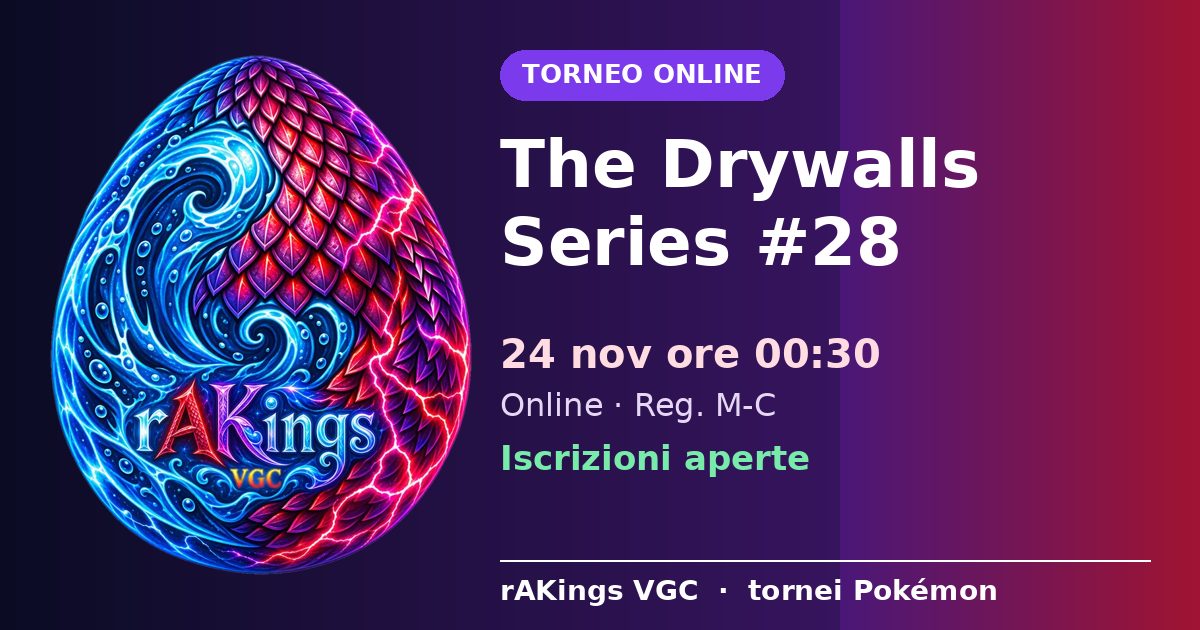 rAKings
VGC
TORNEO ONLINE
The Drywalls
Series #28
24 nov ore 00:30
Online · Reg. M-C
Iscrizioni aperte
rAKings VGC · tornei Pokémon